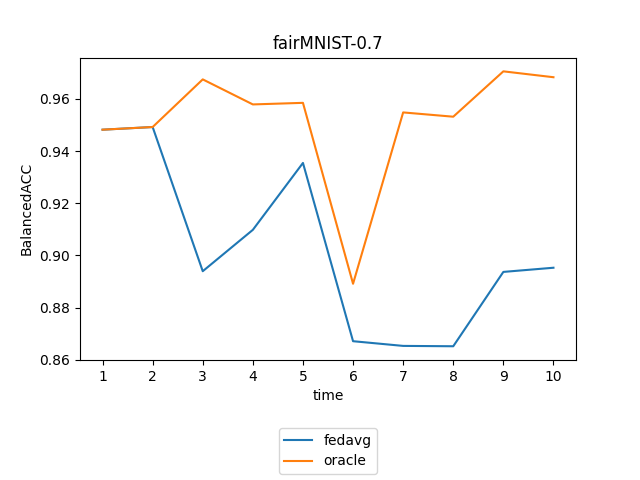 fairMNIST-0.7
BalancedACC
0.96
0.94
0.92
0.90
0.88
0.86
1 2 3 4 5 6 7 8 9 10
time
fedavg
oracle